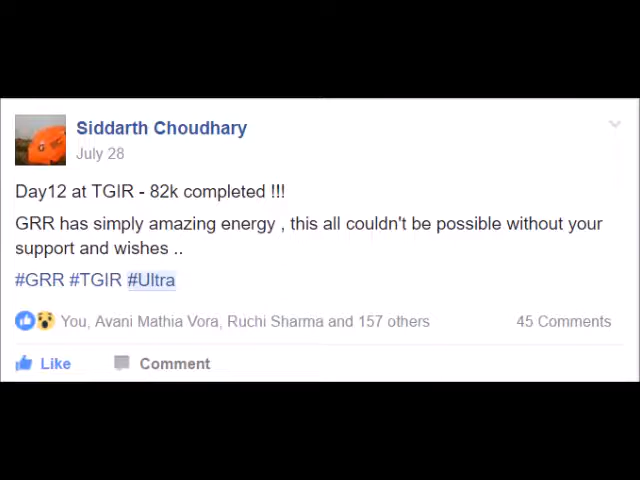 Siddarth Choudhary
July 28
Day12 at TGIR - 82k completed !!!
GRR has simply amazing energy , this all couldn't be possible without your
support and wishes ..
#GRR #TGIR #Ultra
You, Avani Mathia Vora, Ruchi Sharma and 157 others 45 Comments
Like Comment